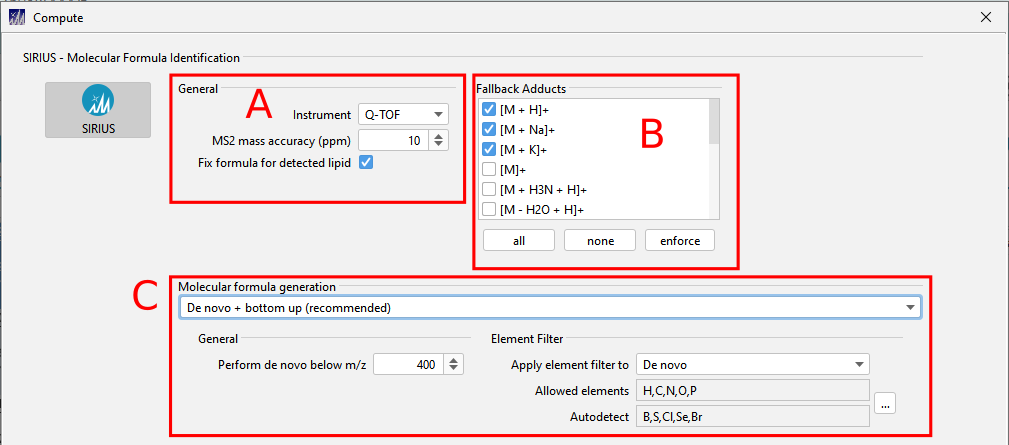 Compute
SIRIUS - Molecular Formula Identification
SIRIUS
General
A
Instrument Q-TOF
MS2 mass accuracy (ppm) 10
Fix formula for detected lipid
Fallback Adducts
B
[M + H]+
[M + Na]+
[M + K]+
[M]+
[M + H3N + H]+
[M - H2O + H]+
all none enforce
C
Molecular formula generation
De novo + bottom up (recommended)
General
Perform de novo below m/z 400
Element Filter
Apply element filter to De novo
Allowed elements H,C,N,O,P
Autodetect B,S,Cl,Se,Br
...